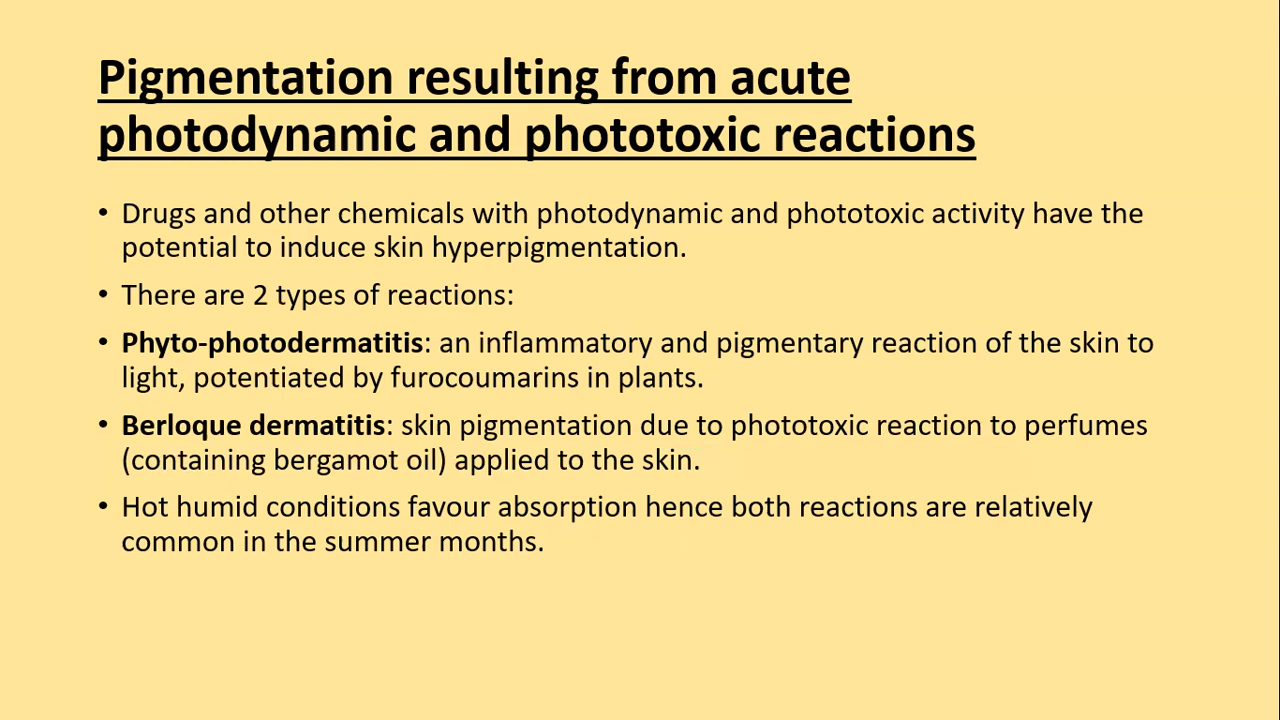 Pigmentation resulting from acute
photodynamic and phototoxic reactions
• Drugs and other chemicals with photodynamic and phototoxic activity have the
potential to induce skin hyperpigmentation.
• There are 2 types of reactions:
• Phyto-photodermatitis: an inflammatory and pigmentary reaction of the skin to
light, potentiated by furocoumarins in plants.
• Berloque dermatitis: skin pigmentation due to phototoxic reaction to perfumes
(containing bergamot oil) applied to the skin.
• Hot humid conditions favour absorption hence both reactions are relatively
common in the summer months.